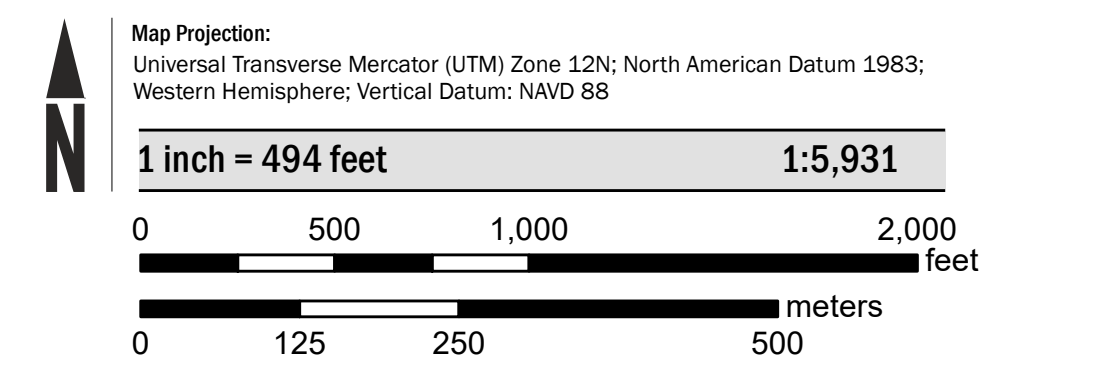 N
Map Projection:
Universal Transverse Mercator (UTM) Zone 12N; North American Datum 1983;
Western Hemisphere; Vertical Datum: NAVD 88
1 inch = 494 feet 1:5,931
0 500 1,000 2,000
feet
meters
0 125 250 500